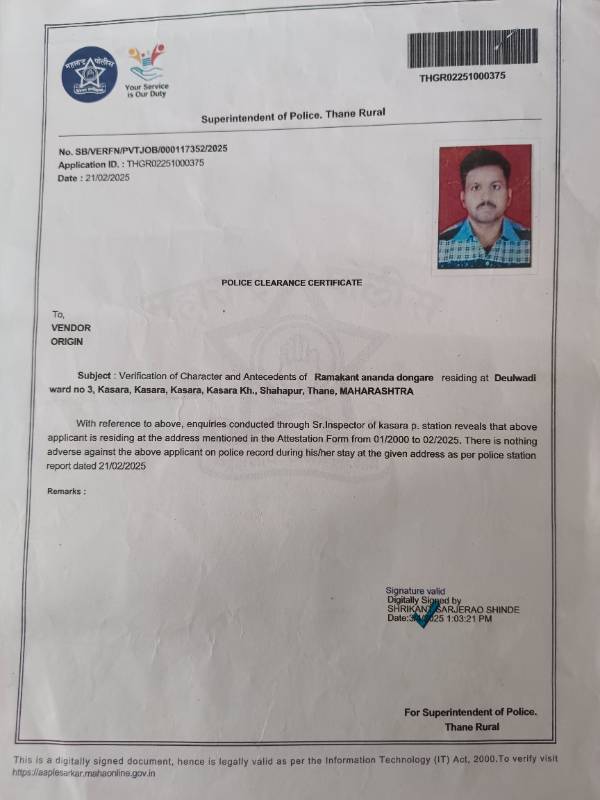 महाराष्ट्र पोलीस
Your Service
is Our Duty
THGR02251000375
Superintendent of Police. Thane Rural
No. SB/VERFN/PVTJOB/000117352/2025
Application ID. : THGR02251000375
Date : 21/02/2025
POLICE CLEARANCE CERTIFICATE
To,
VENDOR
ORIGIN
Subject : Verification of Character and Antecedents of Ramakant ananda dongare residing at Deulwadi
ward no 3, Kasara, Kasara, Kasara, Kasara Kh., Shahapur, Thane, MAHARASHTRA
With reference to above, enquiries conducted through Sr.Inspector of kasara p. station reveals that above
applicant is residing at the address mentioned in the Attestation Form from 01/2000 to 02/2025. There is nothing
adverse against the above applicant on police record during his/her stay at the given address as per police station
report dated 21/02/2025
Remarks :
Signature valid
Digitally Signed by
SHRIKANT SARJERAO SHINDE
1:03:21 PM
For Superintendent of Police.
Thane Rural
This is a digitally signed document, hence is legally valid as per the Information Technology (IT) Act, 2000.To verify visit
https://aaplesarkar.mahaonline.gov.in